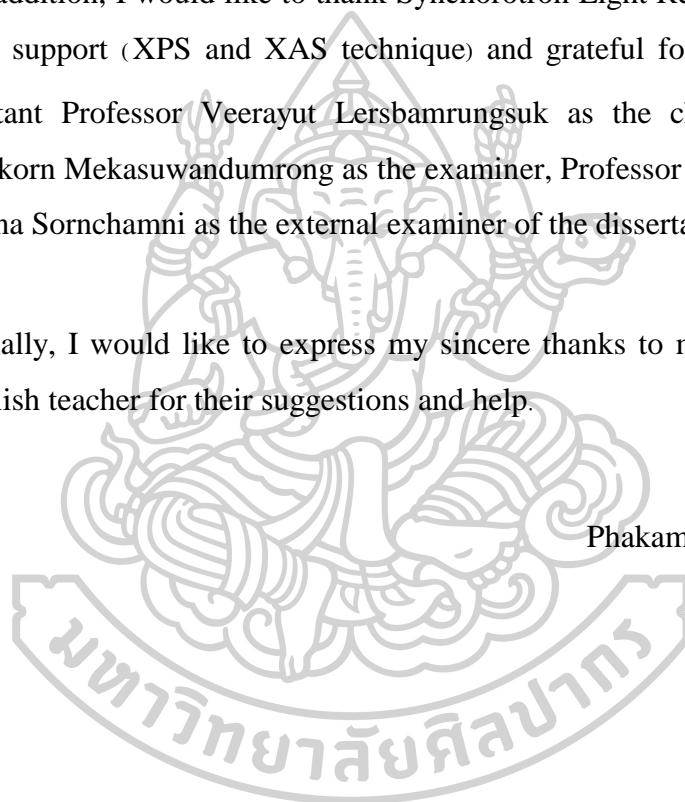 addition, I would like to thank Synchorotron Light Re
support (XPS and XAS technique) and grateful fo
tant Professor Veerayut Lersbamrungsuk as the c
korn Mekasuwandumrong as the examiner, Professor
na Sornchamni as the external examiner of the disserta
ally, I would like to express my sincere thanks to m
lish teacher for their suggestions and help.
Phakam
มหาวิทยาลัยศิลปากร